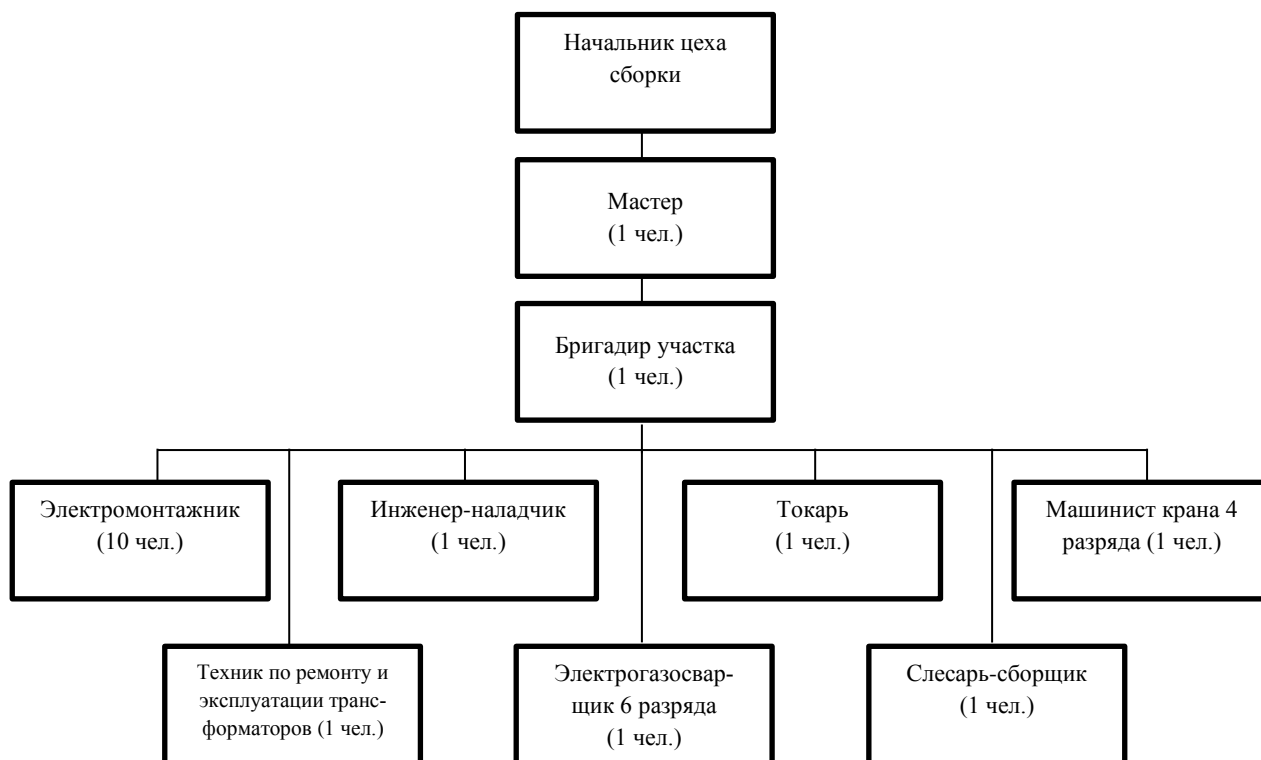 Начальник цеха
сборки
Мастер
(1 чел.)
Бригадир участка
(1 чел.)
Электромонтажник
(10 чел.)
Инженер-наладчик
(1 чел.)
Токарь
(1 чел.)
Машинист крана 4
разряда (1 чел.)
Техник по ремонту и
эксплуатации транс-
форматоров (1 чел.)
Электрогазосвар-
щик 6 разряда
(1 чел.)
Слесарь-сборщик
(1 чел.)